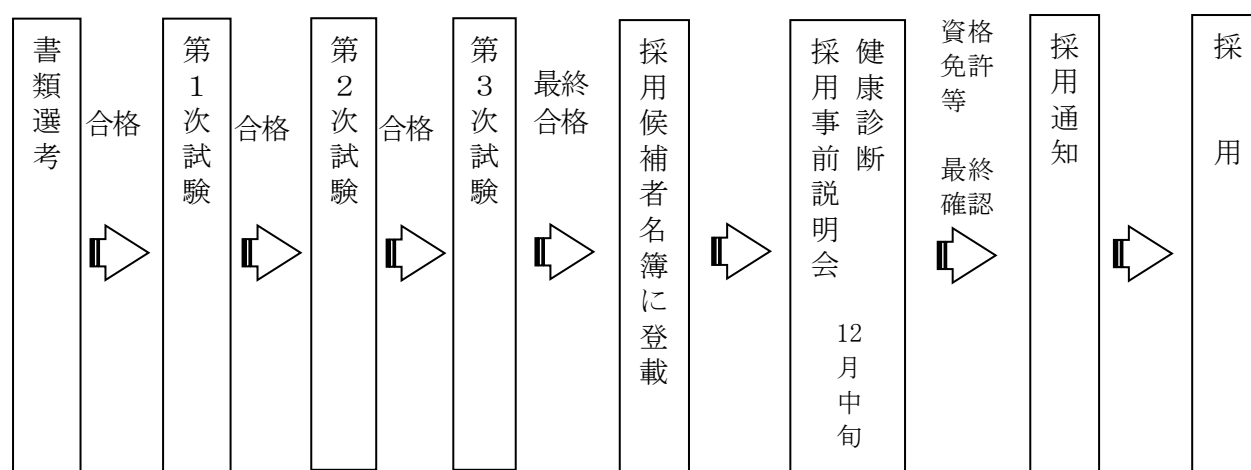 書類選考
合格
第1次試験
合格
第2次試験
合格
第3次試験
最終
合格
採用候補者名簿に登載
健康診断
採用事前説明会
12月中旬
資格
免許
等
最終
確認
採用通知
採用